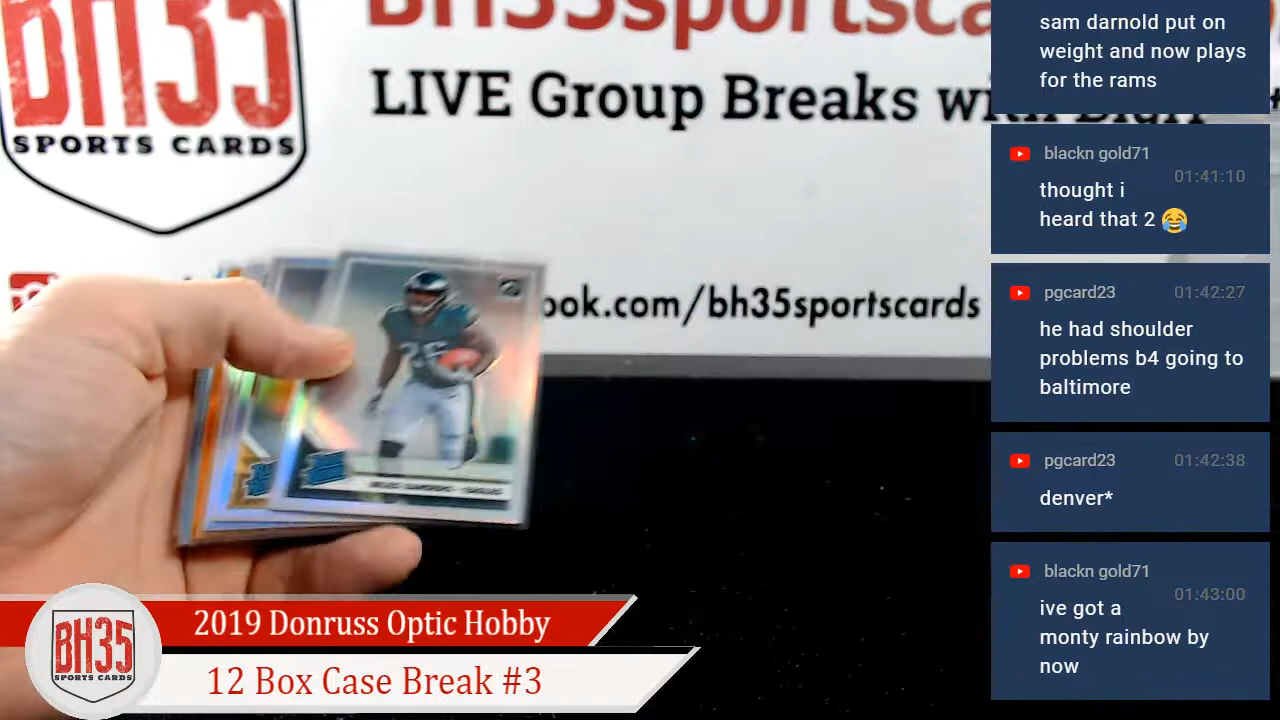 BH35sportsca
BH35
SPORTS CARDS
LIVE Group Breaks with
ook.com/bh35sportscards
EAGLES
2019 Donruss Optic Hobby
12 Box Case Break #3
BH35
SPORTS CARDS
sam darnold put on
weight and now plays
for the rams
blackn gold71
01:41:10
thought i
heard that 2 😂
pgcard23
01:42:27
he had shoulder
problems b4 going to
baltimore
pgcard23
01:42:38
denver*
blackn gold71
01:43:00
ive got a
monty rainbow by
now